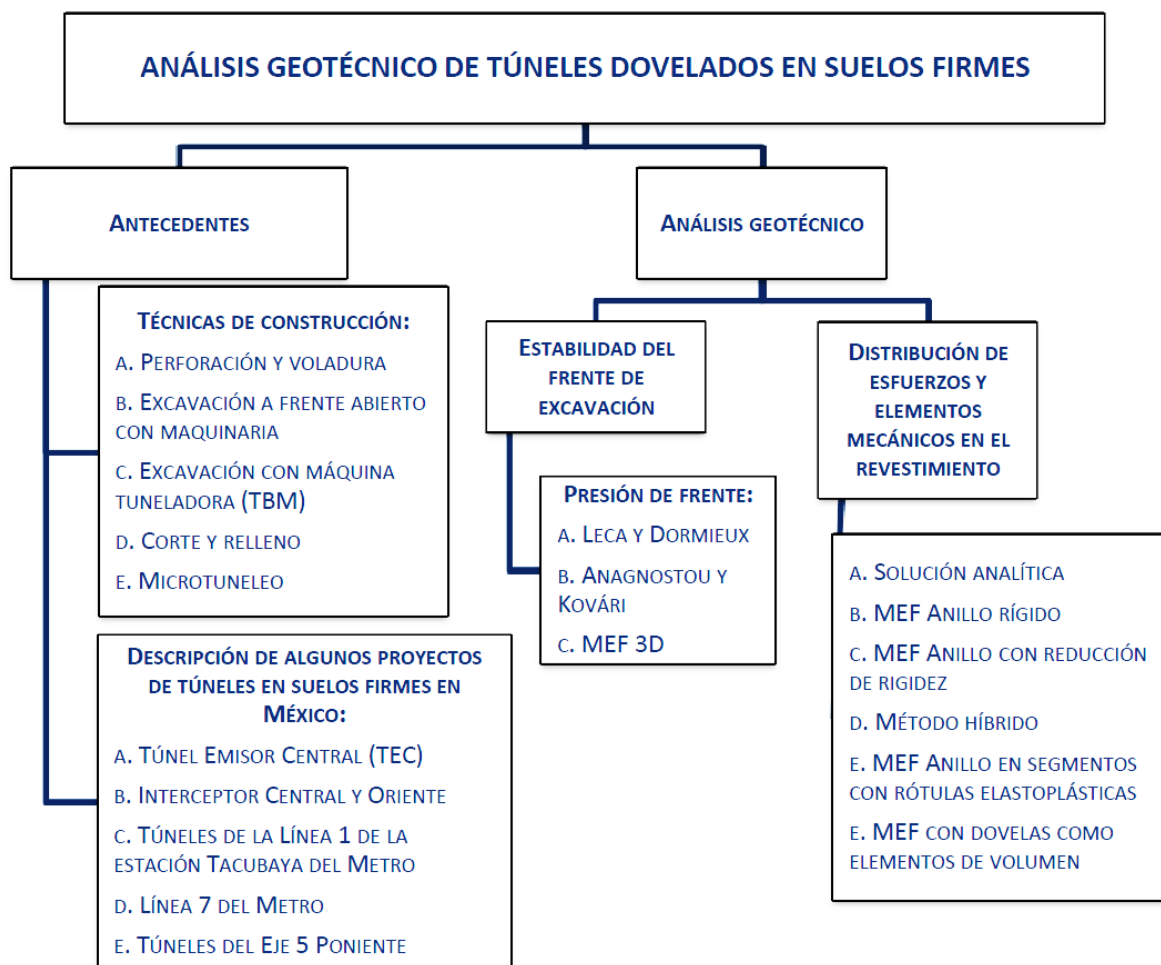 ANÁLISIS GEOTÉCNICO DE TÚNELES DOVELADOS EN SUELOS FIRMES
ANTECEDENTES
TÉCNICAS DE CONSTRUCCIÓN:
A. PERFORACIÓN Y VOLADURA
B. EXCAVACIÓN A FRENTE ABIERTO
CON MAQUINARIA
C. EXCAVACIÓN CON MÁQUINA
TUNELADORA (TBM)
D. CORTE Y RELLENO
E. MICROTUNELEO
DESCRIPCIÓN DE ALGUNOS PROYECTOS
DE TÚNELES EN SUELOS FIRMES EN
MÉXICO:
A. TÚNEL EMISOR CENTRAL (TEC)
B. INTERCEPTOR CENTRAL Y ORIENTE
C. TÚNELES DE LA LÍNEA 1 DE LA
ESTACIÓN TACUBAYA DEL METRO
D. LÍNEA 7 DEL METRO
E. TÚNELES DEL EJE 5 PONIENTE
ANÁLISIS GEOTÉCNICO
ESTABILIDAD DEL
FRENTE DE
EXCAVACIÓN
PRESIÓN DE FRENTE:
A. LECA Y DORMIEUX
B. ANAGNOSTOU Y
KOVÁRI
C. MEF 3D
DISTRIBUCIÓN DE
ESFUERZOS Y
ELEMENTOS
MECÁNICOS EN EL
REVESTIMIENTO
A. SOLUCIÓN ANALÍTICA
B. MEF ANILLO RÍGIDO
C. MEF ANILLO CON REDUCCIÓN
DE RIGIDEZ
D. MÉTODO HÍBRIDO
E. MEF ANILLO EN SEGMENTOS
CON RÓTULAS ELASTOPLÁSTICAS
E. MEF CON DOVELAS COMO
ELEMENTOS DE VOLUMEN